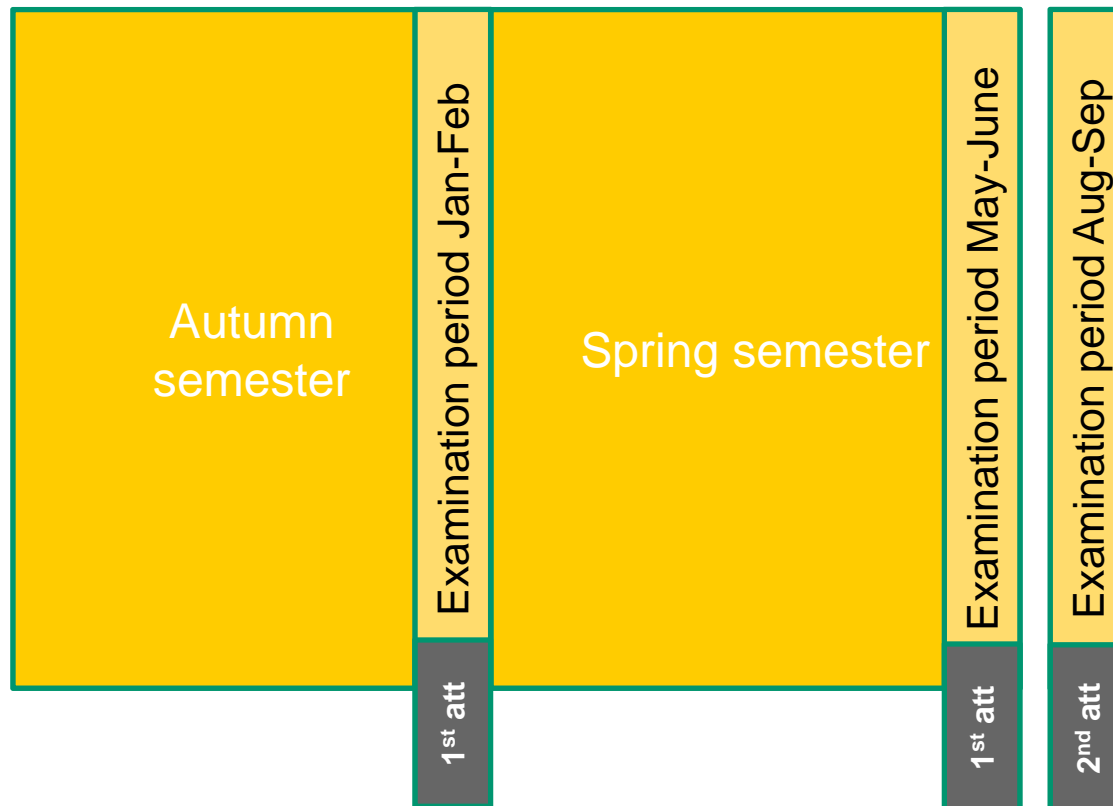 Autumn
semester
Examination period Jan-Feb
1st att
Spring semester
Examination period May-June
1st att
Examination period Aug-Sep
2nd att